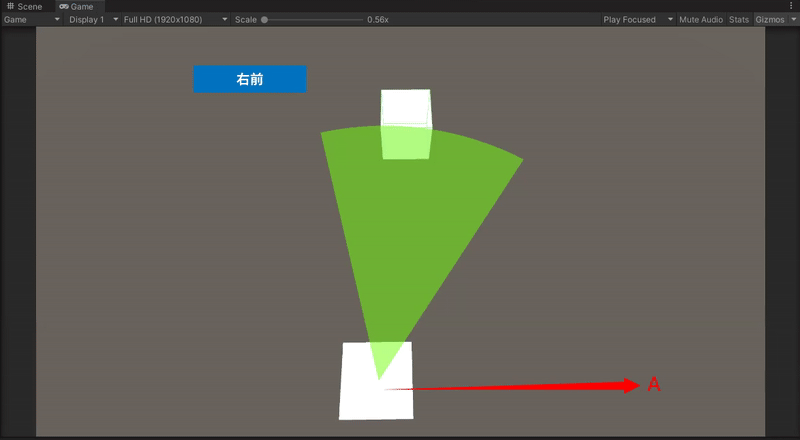 Scene Game
Game Display 1 Full HD (1920x1080) Scale 0.56x Play Focused Mute Audio Stats Gizmos
右前
A